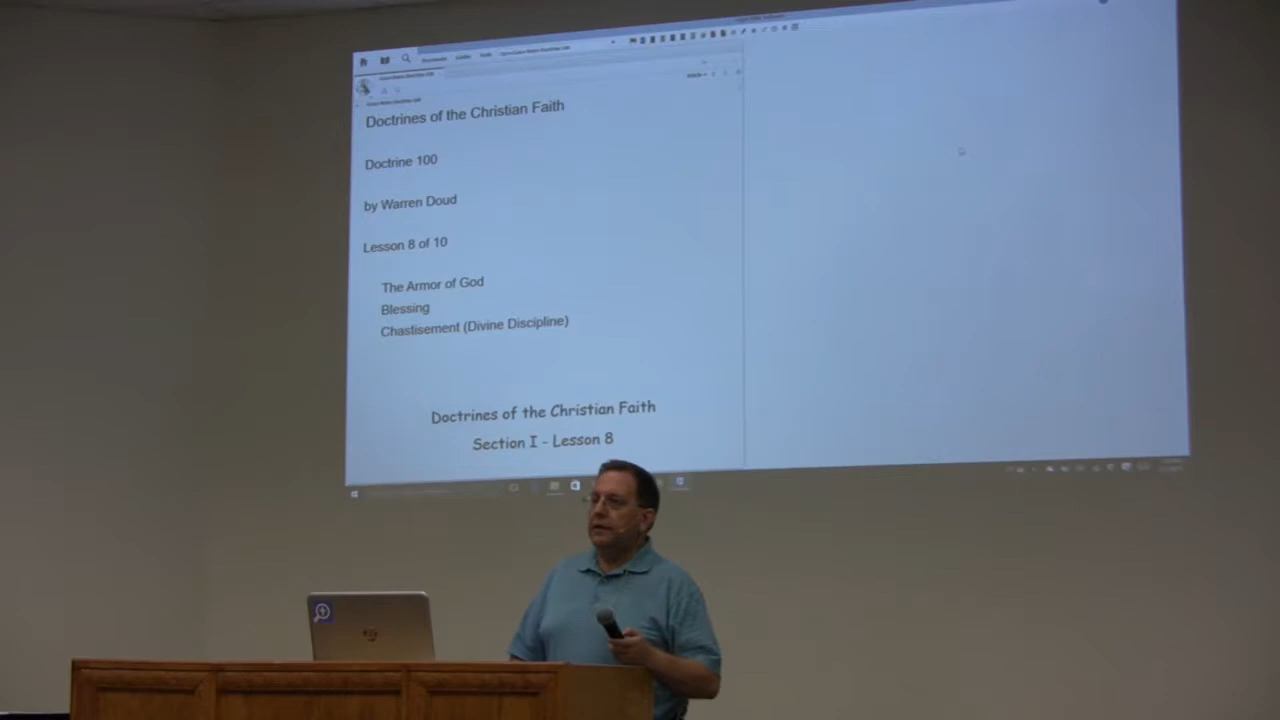 Doctrines of the Christian Faith
Doctrine 100
by Warren Doud
Lesson 8 of 10
The Armor of God
Blessing
Chastisement (Divine Discipline)
Doctrines of the Christian Faith
Section I - Lesson 8